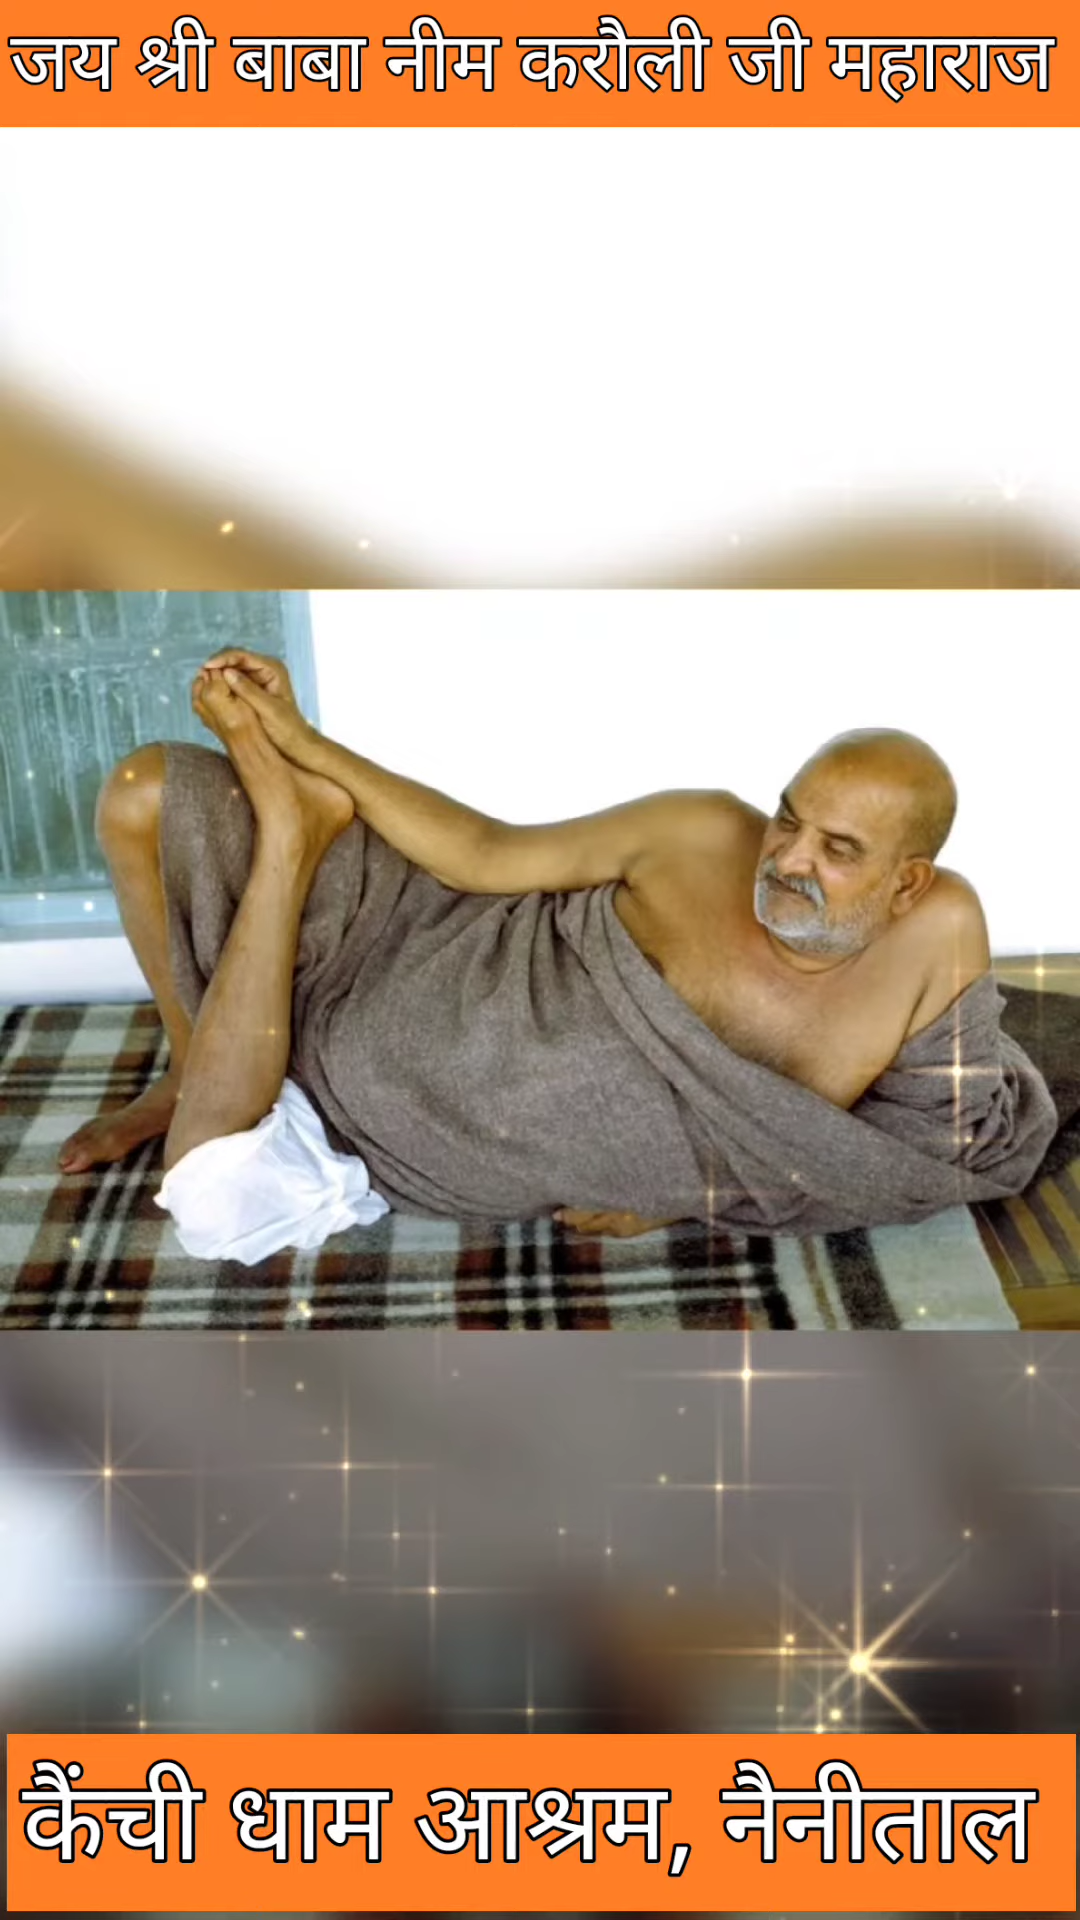 जय श्री बाबा नीम करौली जी महाराज
कैंची धाम आश्रम, नैनीताल